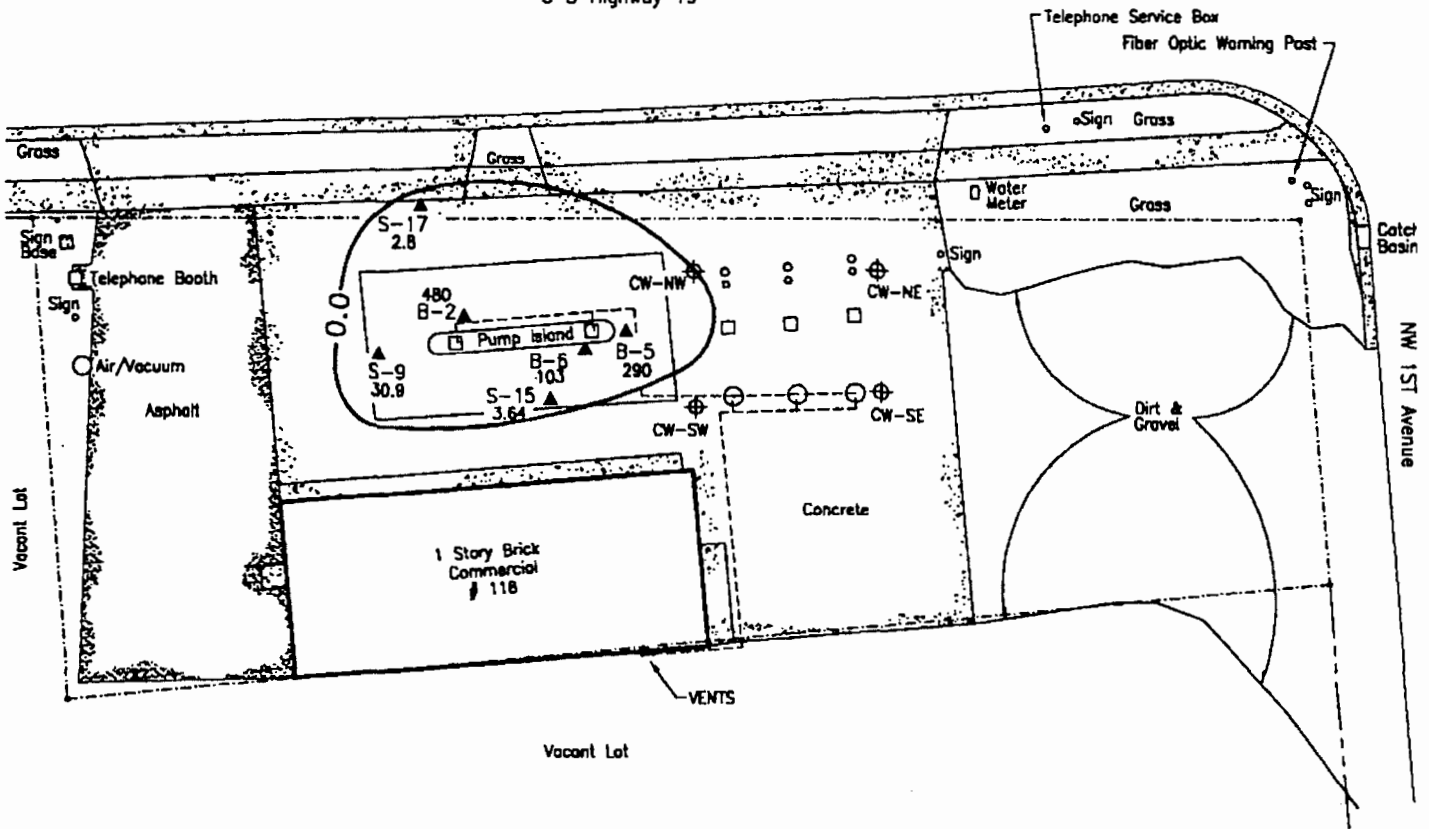 Telephone Service Box
Fiber Optic Warning Post
Sign Grass
Grass
Grass
Water
Meter
Grass
Sign
Catch
Basin
S-17
2.8
Sign
Base
Telephone Booth
Sign
Sign
CW-NW
CW-NE
0.0
480
B-2
Pump Island
B-6
103
B-5
290
S-9
30.9
S-15
3.64
Air/Vacuum
Asphalt
CW-SW
CW-SE
Dirt &
Gravel
NW 1ST Avenue
Vacant Lot
Concrete
1 Story Brick
Commercial
# 118
VENTS
Vacant Lot